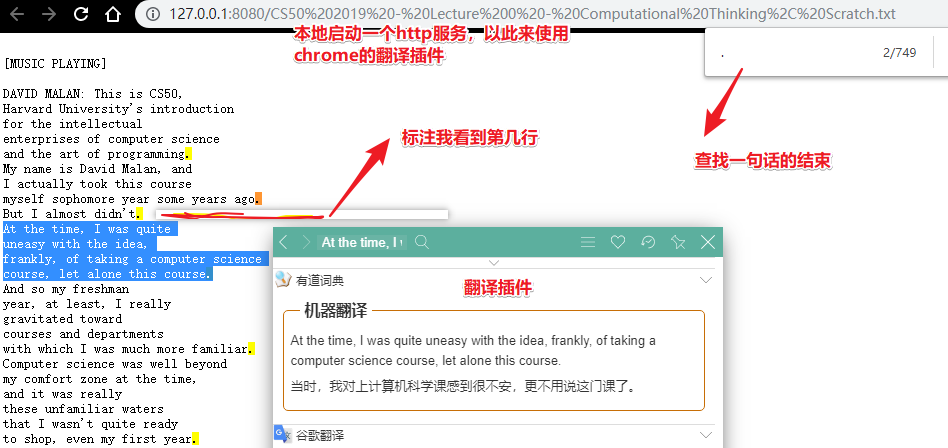 127.0.0.1:8080/CS50%202019%20-%20Lecture%200%20-%20Computational%20Thinking%2C%20Scratch.txt
本地启动一个http服务，以此来使用
chrome的翻译插件
. 2/749
[MUSIC PLAYING]
DAVID MALAN: This is CS50,
Harvard University's introduction
for the intellectual
enterprises of computer science
and the art of programming.
标注我看到第几行
查找一句话的结束
My name is David Malan, and
I actually took this course
myself sophomore year some years ago.
But I almost didn't.
At the time, I was quite
uneasy with the idea,
frankly, of taking a computer science
course, let alone this course.
And so my freshman
year, at least, I really
gravitated toward
courses and departments
with which I was much more familiar.
Computer science was well beyond
my comfort zone at the time,
and it was really
these unfamiliar waters
that I wasn't quite ready
to shop, even my first year.
At the time, I w
有道词典
翻译插件
机器翻译
At the time, I was quite uneasy with the idea, frankly, of taking a
computer science course, let alone this course.
当时，我对上计算机科学课感到很不安，更不用说这门课了。
谷歌翻译